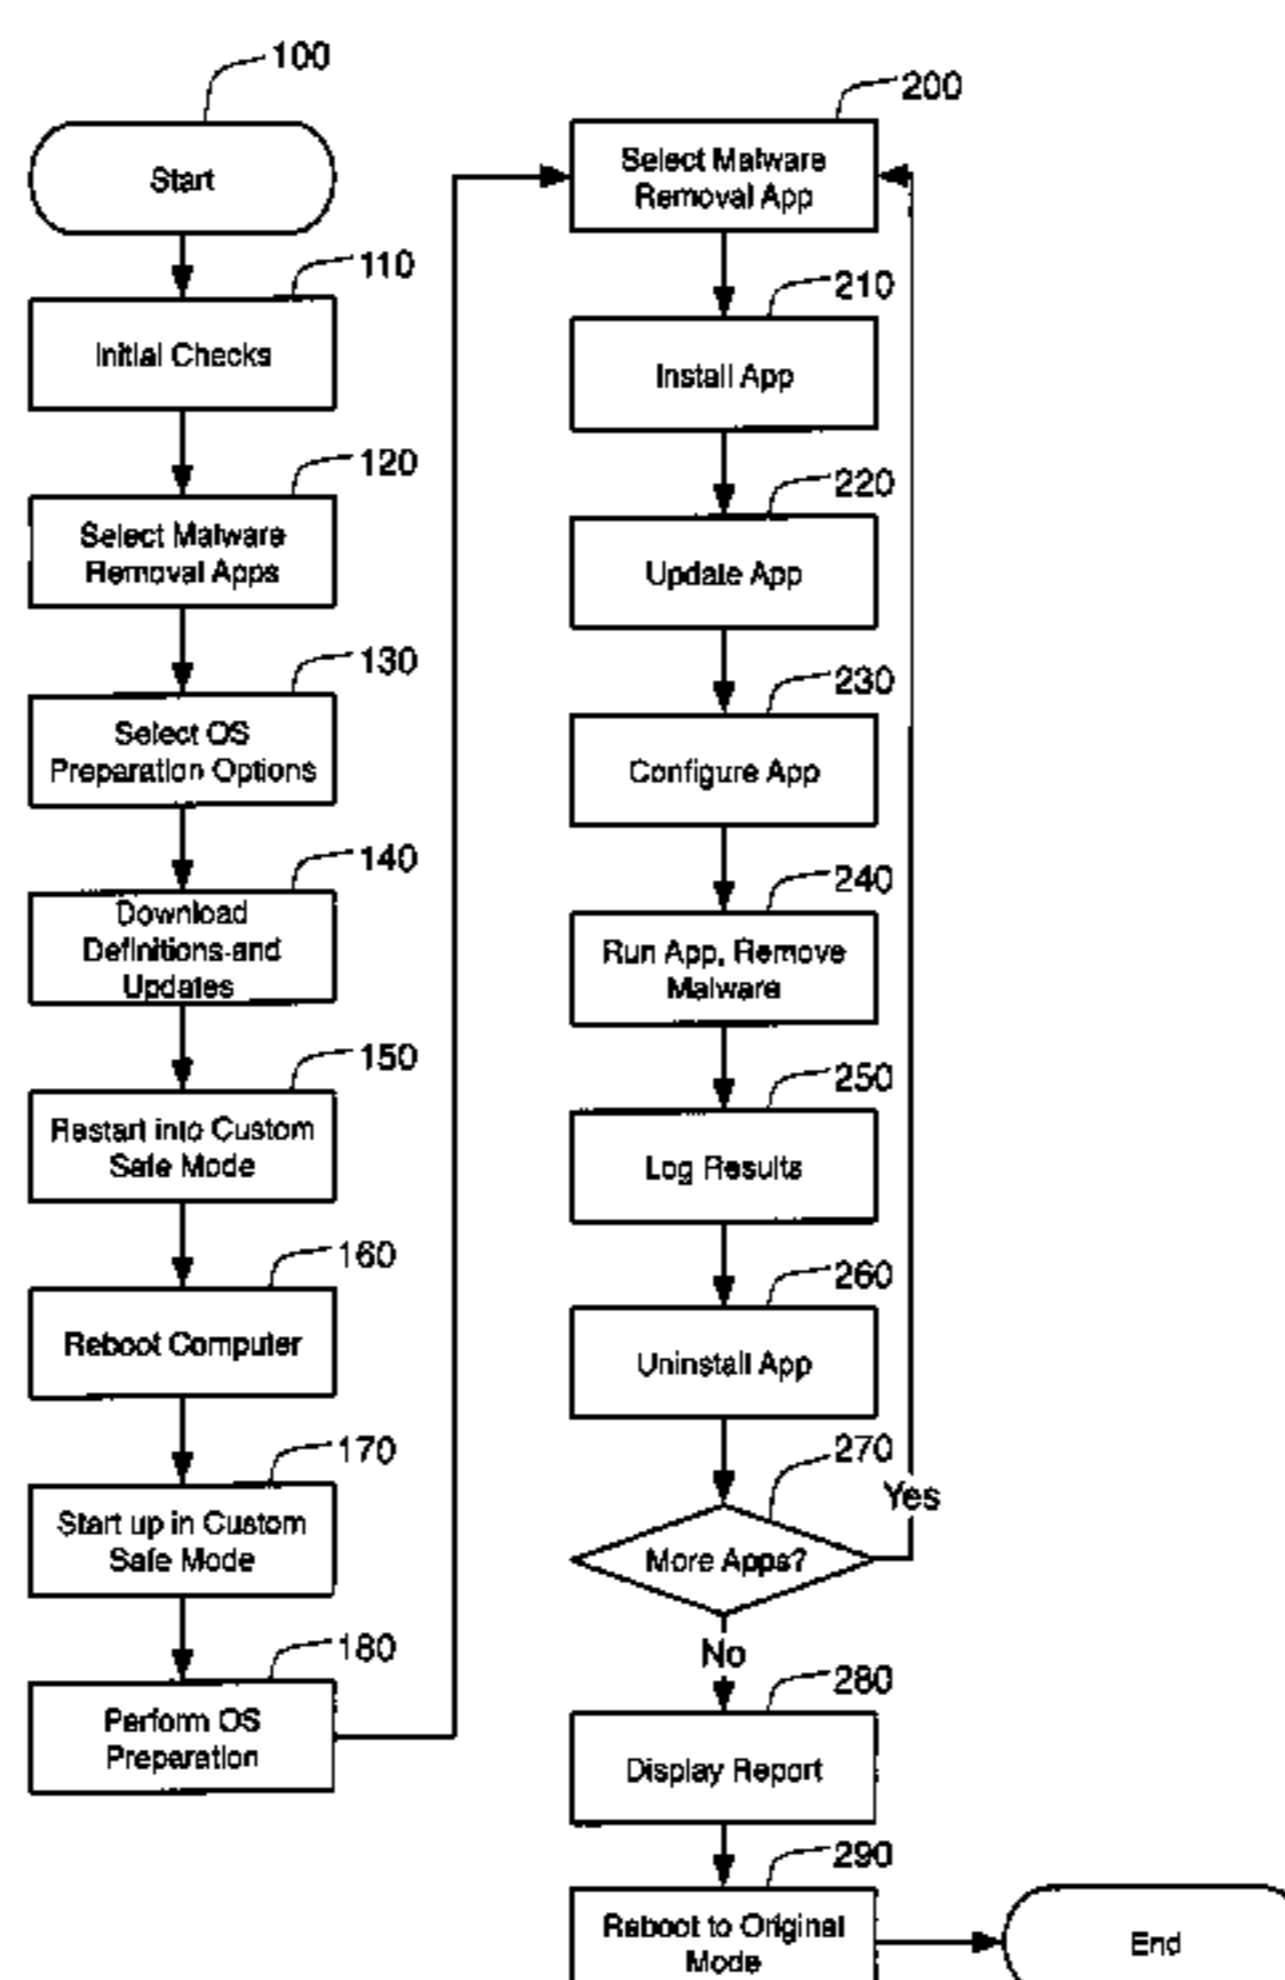 100
Start
110
Initial Checks
120
Select Malware
Removal Apps
130
Select OS
Preparation Options
140
Download
Definitions and
Updates
150
Restart into Custom
Safe Mode
160
Reboot Computer
170
Start up in Custom
Safe Mode
180
Perform OS
Preparation
200
Select Malware
Removal App
210
Install App
220
Update App
230
Configure App
240
Run App, Remove
Malware
250
Log Results
260
Uninstall App
270
More Apps?
Yes
No
280
Display Report
290
Reboot to Original
Mode
End